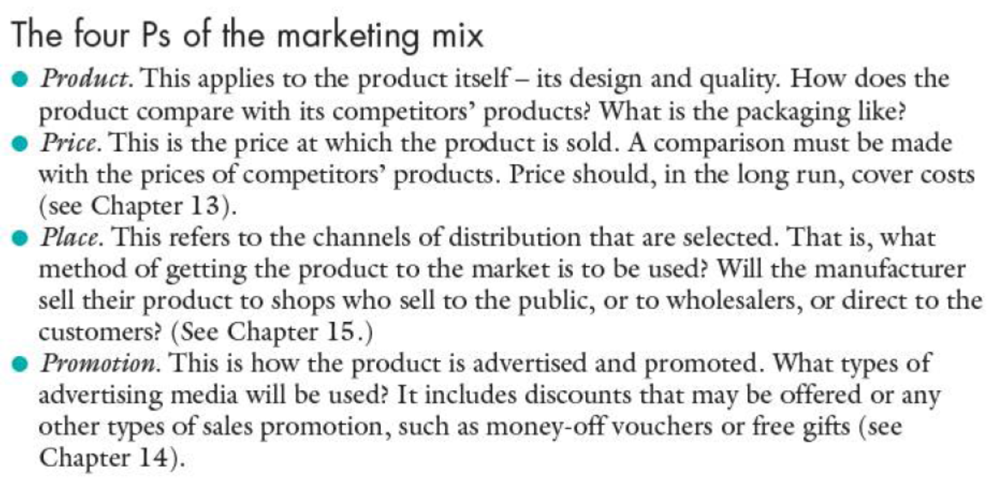 The four Ps of the marketing mix
● Product. This applies to the product itself – its design and quality. How does the
product compare with its competitors’ products? What is the packaging like?
● Price. This is the price at which the product is sold. A comparison must be made
with the prices of competitors’ products. Price should, in the long run, cover costs
(see Chapter 13).
● Place. This refers to the channels of distribution that are selected. That is, what
method of getting the product to the market is to be used? Will the manufacturer
sell their product to shops who sell to the public, or to wholesalers, or direct to the
customers? (See Chapter 15.)
● Promotion. This is how the product is advertised and promoted. What types of
advertising media will be used? It includes discounts that may be offered or any
other types of sales promotion, such as money-off vouchers or free gifts (see
Chapter 14).